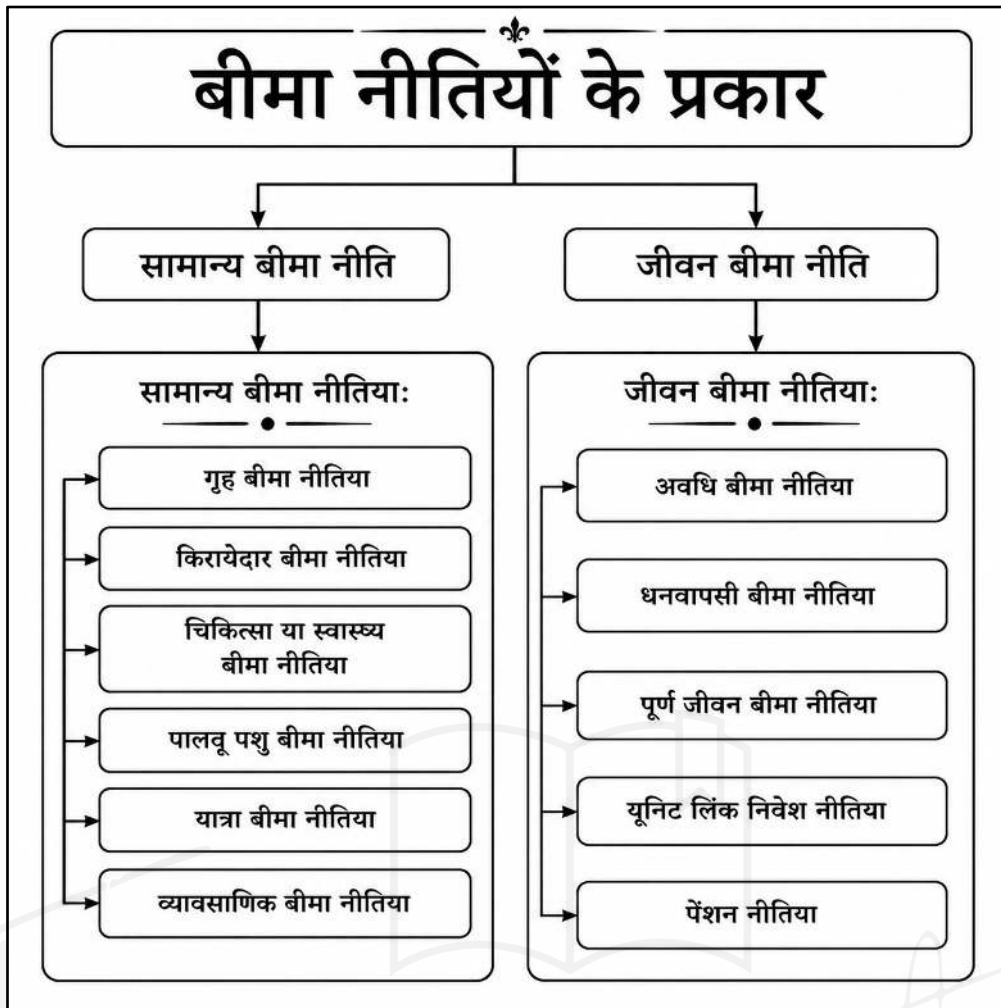 बीमा नीतियों के प्रकार
सामान्य बीमा नीति
जीवन बीमा नीति
सामान्य बीमा नीतिया:
गृह बीमा नीतिया
किरायेदार बीमा नीतिया
चिकित्सा या स्वास्थ्य
बीमा नीतिया
पालवू पशु बीमा नीतिया
यात्रा बीमा नीतिया
व्यावसाणिक बीमा नीतिया
जीवन बीमा नीतिया:
अवधि बीमा नीतिया
धनवापसी बीमा नीतिया
पूर्ण जीवन बीमा नीतिया
यूनिट लिंक निवेश नीतिया
पेंशन नीतिया